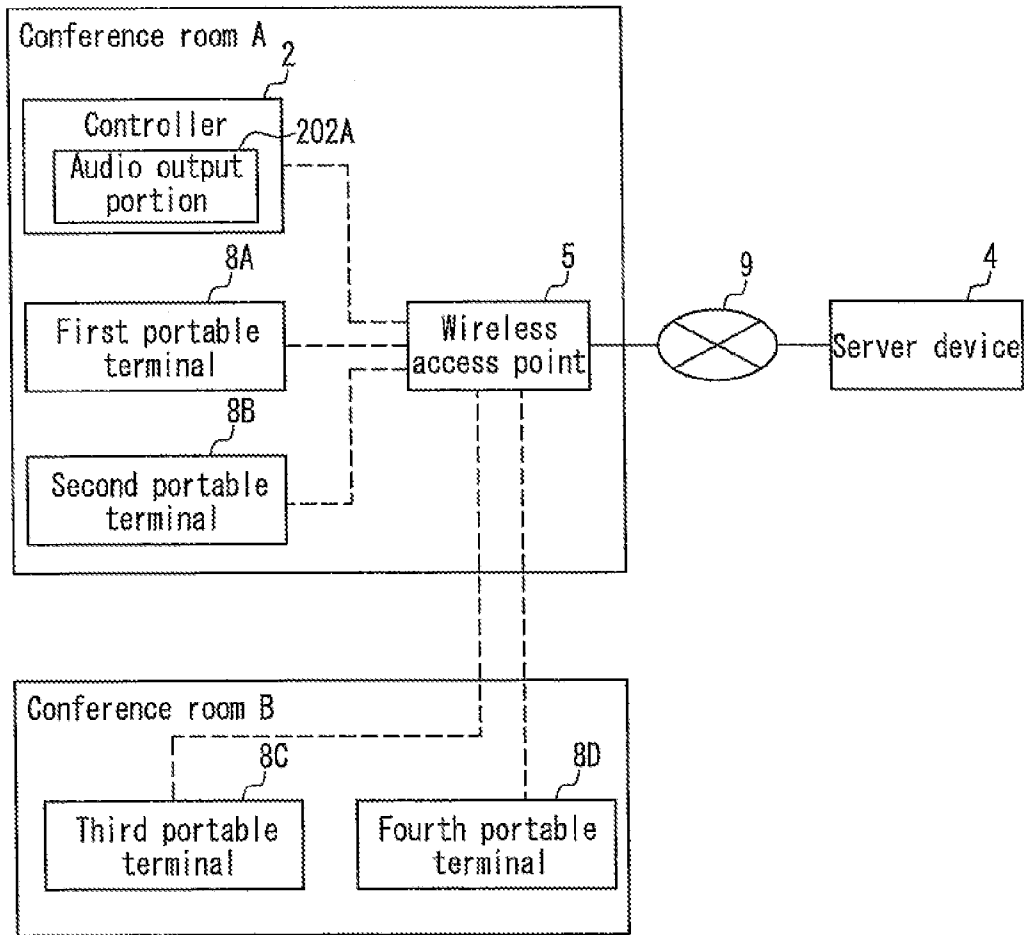 Conference room A
2
Controller
202A
Audio output
portion
8A
First portable
terminal
5
Wireless
access point
9
4
Server device
8B
Second portable
terminal
Conference room B
8C
Third portable
terminal
8D
Fourth portable
terminal